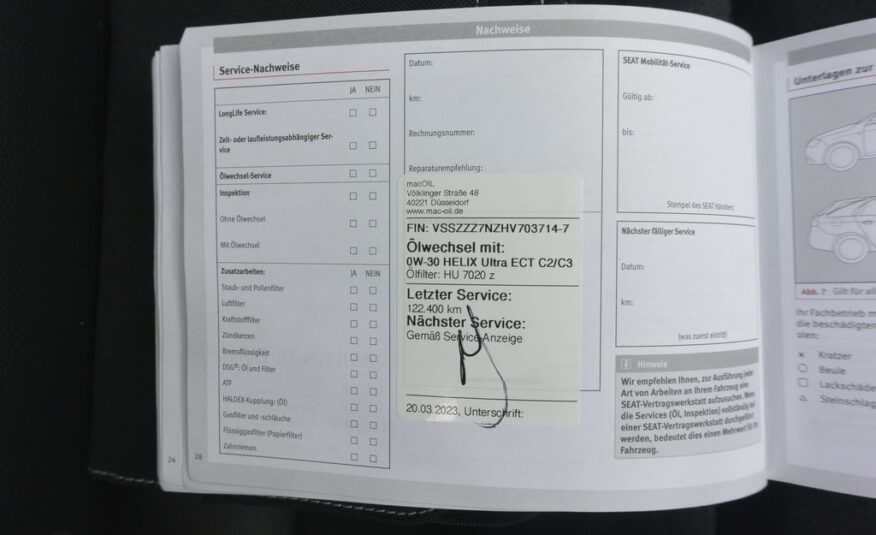 Nachweise
Service-Nachweise
JA NEIN
LongLife Service:
Zeit- oder laufleistungsabhängiger Ser-
vice
Ölwechsel-Service
Inspektion
Ohne Ölwechsel
Mit Ölwechsel
Zusatzarbeiten: JA NEIN
Staub- und Pollenfilter
Luftfilter
Kraftstofffilter
Zündkerzen
Bremsflüssigkeit
DSG®: Öl und Filter
ATF
HALDEX-Kupplung: (Öl)
Gasfilter und -schläuche
Flüssiggasfilter (Papierfilter)
Zahnriemen
Datum:
km:
Rechnungsnummer:
Reparaturempfehlung:
macOIL
Völklinger Straße 48
40221 Düsseldorf
www.mac-oil.de
FIN: VSSZZZ7NZHV703714-7
Ölwechsel mit:
0W-30 HELIX Ultra ECT C2/C3
Ölfilter: HU 7020 z
Letzter Service:
122.400 km
Nächster Service:
Gemäß Service Anzeige
20.03.2023, Unterschrift:
SEAT Mobilität-Service
Gültig ab:
bis:
Stempel des SEAT Händlers
Nächster fälliger Service
Datum:
km:
(was zuerst eintritt)
Hinweis
Wir empfehlen Ihnen, zur Ausführung jeder
Art von Arbeiten an Ihrem Fahrzeug eine
SEAT-Vertragswerkstatt aufzusuchen. Wenn
die Services (Öl, Inspektion) vollständig bei
einer SEAT-Vertragswerkstatt durchgeführt
werden, bedeutet dies einen Mehrwert für Ihr
Fahrzeug.
26
28
Unterlagen zur
Abb. 7 Gilt für
Ihr Fachbetrieb
die beschädigten
olen:
Kratzer
Beule
Lackschäden
Steinschlag